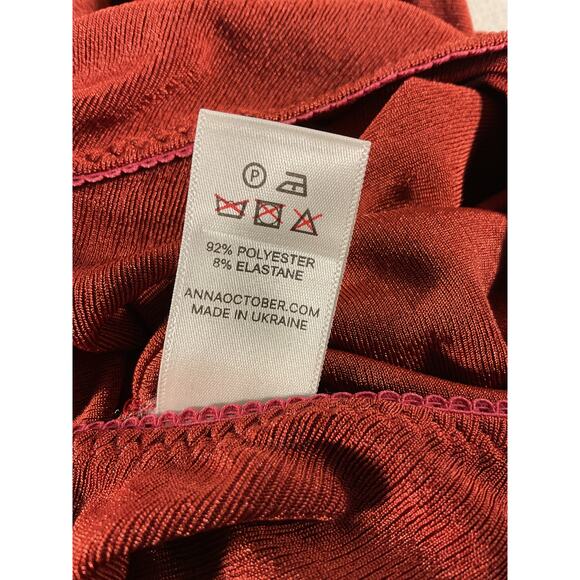 P
92% POLYESTER
8% ELASTANE
ANNAOCTOBER.COM
MADE IN UKRAINE